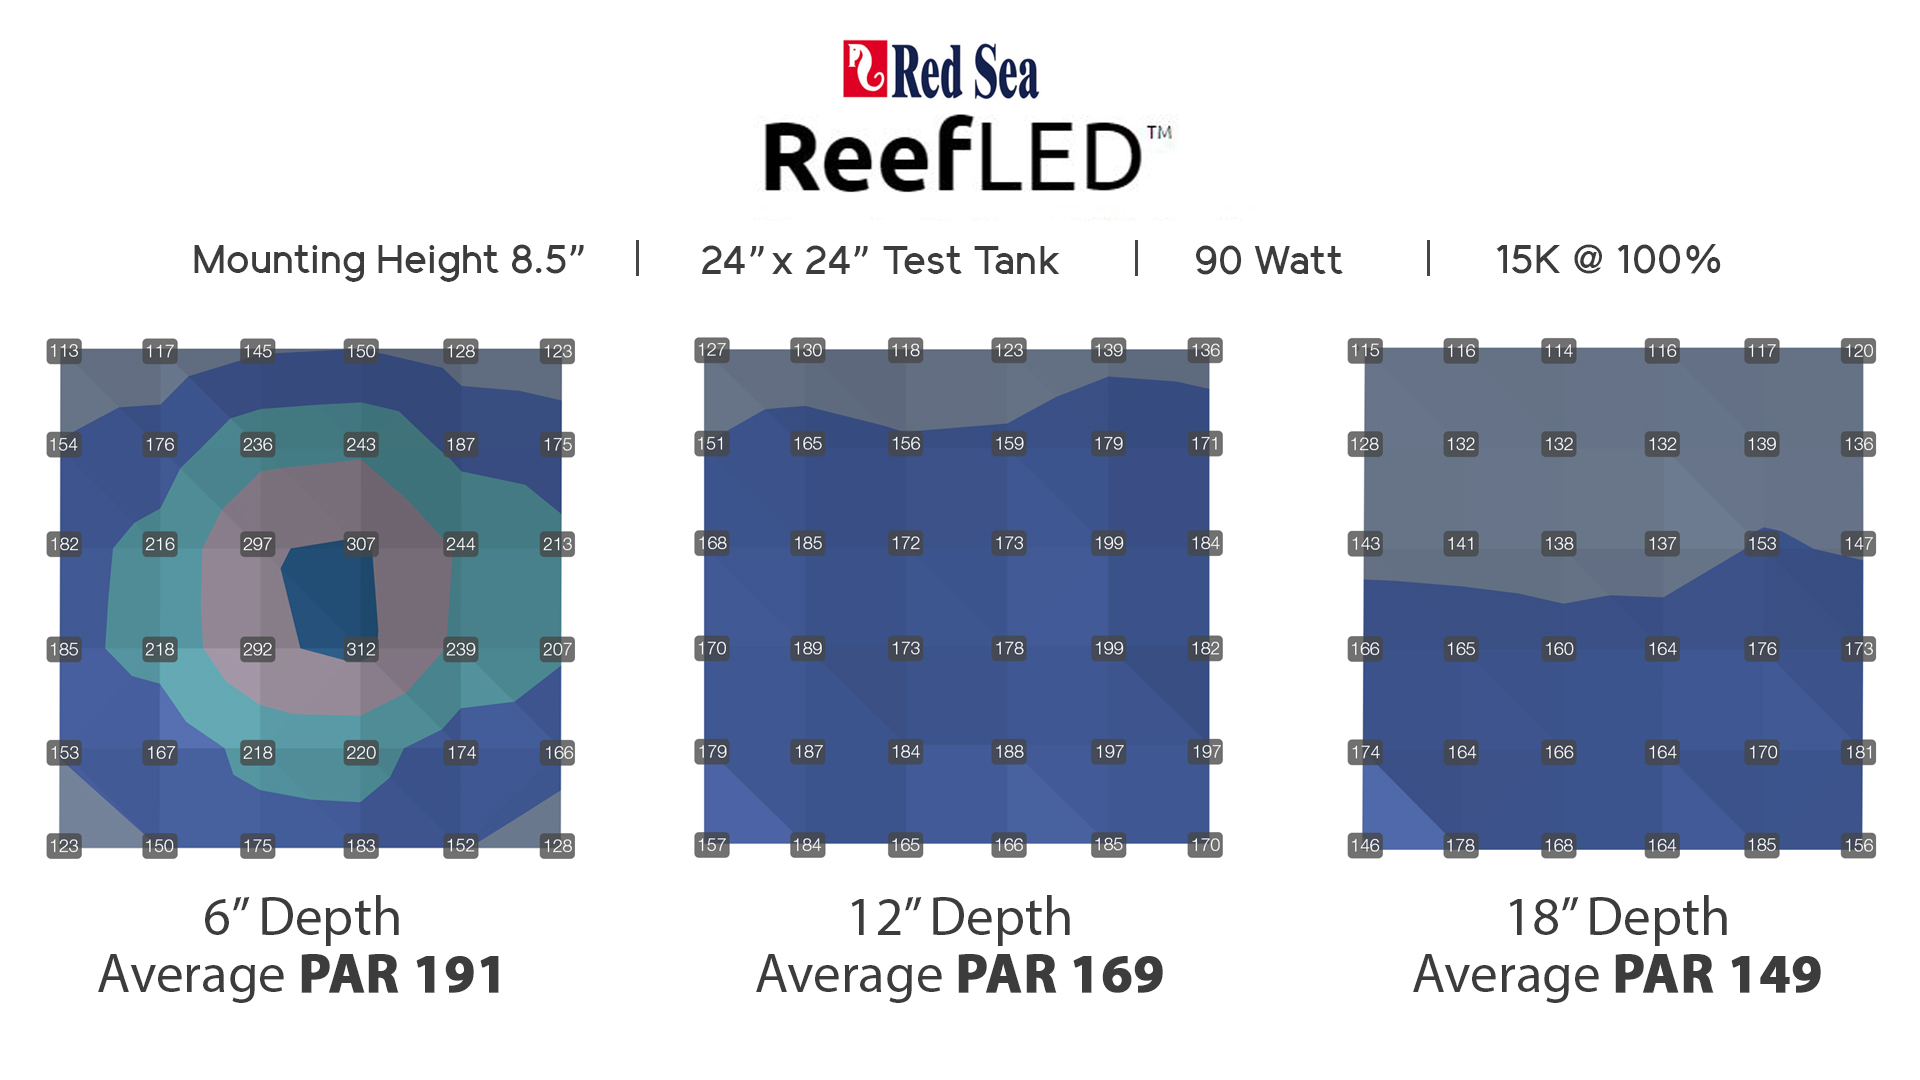 Red Sea
ReefLED™
Mounting Height 8.5” | 24” x 24” Test Tank | 90 Watt | 15K @ 100%
113 117 145 150 128 123
154 176 236 243 187 175
182 216 297 307 244 213
185 218 292 312 239 207
153 167 218 220 174 166
123 150 175 183 152 128
6” Depth
Average PAR 191
127 130 118 123 139 136
151 165 156 159 179 171
168 185 172 173 199 184
170 189 173 178 199 182
179 187 184 188 197 197
157 184 165 166 185 170
12” Depth
Average PAR 169
115 116 114 116 117 120
128 132 132 132 139 136
143 141 138 137 153 147
166 165 160 164 176 173
174 164 166 164 170 181
146 178 168 164 185 156
18” Depth
Average PAR 149